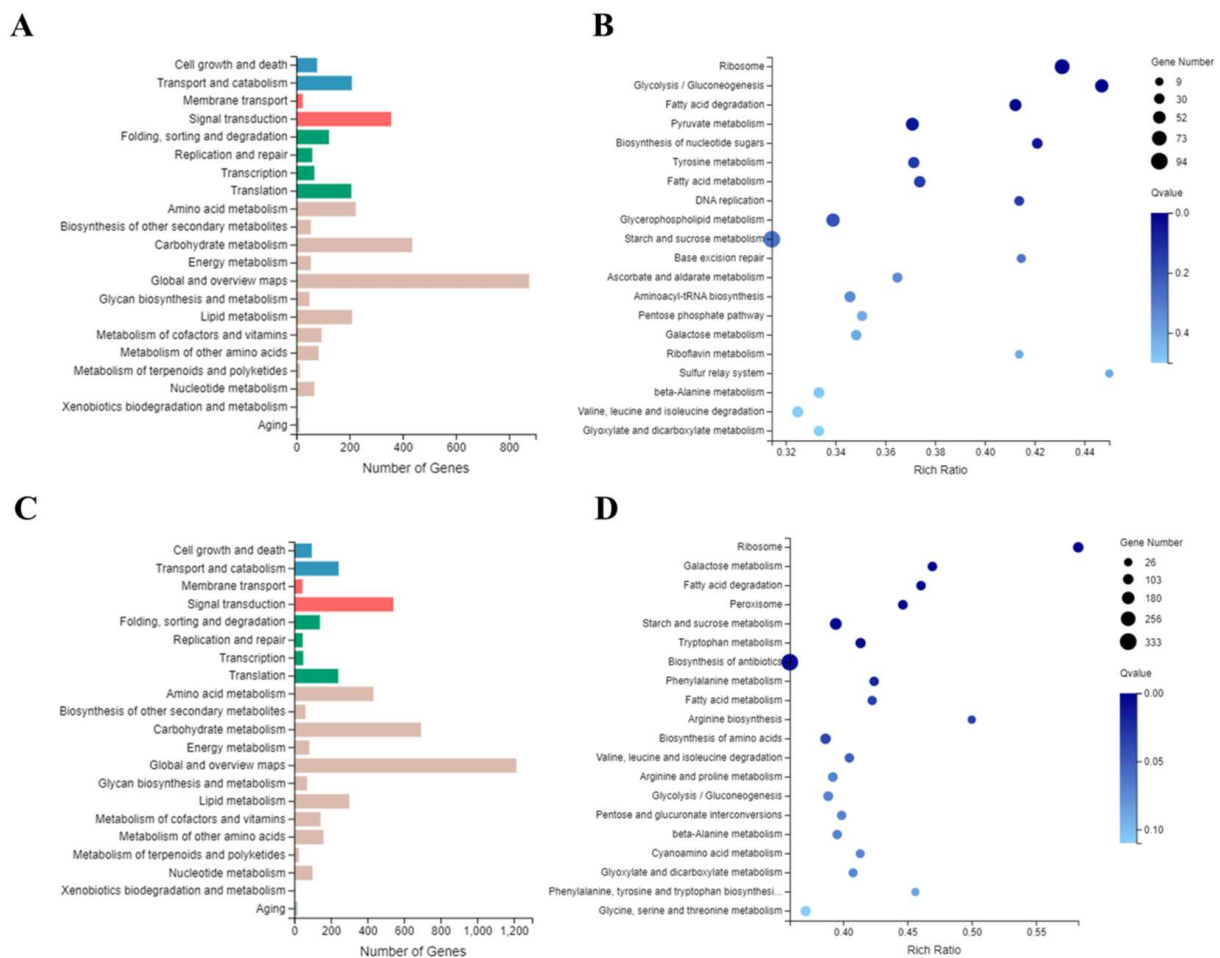 A
Cell growth and death
Transport and catabolism
Membrane transport
Signal transduction
Folding, sorting and degradation
Replication and repair
Transcription
Translation
Amino acid metabolism
Biosynthesis of other secondary metabolites
Carbohydrate metabolism
Energy metabolism
Global and overview maps
Glycan biosynthesis and metabolism
Lipid metabolism
Metabolism of cofactors and vitamins
Metabolism of other amino acids
Metabolism of terpenoids and polyketides
Nucleotide metabolism
Xenobiotics biodegradation and metabolism
Aging
0 200 400 600 800
Number of Genes
B
Ribosome
Glycolysis / Gluconeogenesis
Fatty acid degradation
Pyruvate metabolism
Biosynthesis of nucleotide sugars
Tyrosine metabolism
Fatty acid metabolism
DNA replication
Glycerophospholipid metabolism
Starch and sucrose metabolism
Base excision repair
Ascorbate and aldarate metabolism
Aminoacyl-tRNA biosynthesis
Pentose phosphate pathway
Galactose metabolism
Riboflavin metabolism
Sulfur relay system
beta-Alanine metabolism
Valine, leucine and isoleucine degradation
Glyoxylate and dicarboxylate metabolism
0.32 0.34 0.36 0.38 0.40 0.42 0.44
Rich Ratio
Gene Number
9
30
52
73
94
Qvalue
0.0
0.2
0.4
C
Cell growth and death
Transport and catabolism
Membrane transport
Signal transduction
Folding, sorting and degradation
Replication and repair
Transcription
Translation
Amino acid metabolism
Biosynthesis of other secondary metabolites
Carbohydrate metabolism
Energy metabolism
Global and overview maps
Glycan biosynthesis and metabolism
Lipid metabolism
Metabolism of cofactors and vitamins
Metabolism of other amino acids
Metabolism of terpenoids and polyketides
Nucleotide metabolism
Xenobiotics biodegradation and metabolism
Aging
0 200 400 600 800 1,000 1,200
Number of Genes
D
Ribosome
Galactose metabolism
Fatty acid degradation
Peroxisome
Starch and sucrose metabolism
Tryptophan metabolism
Biosynthesis of antibiotics
Phenylalanine metabolism
Fatty acid metabolism
Arginine biosynthesis
Biosynthesis of amino acids
Valine, leucine and isoleucine degradation
Arginine and proline metabolism
Glycolysis / Gluconeogenesis
Pentose and glucuronate interconversions
beta-Alanine metabolism
Cyanoamino acid metabolism
Glyoxylate and dicarboxylate metabolism
Phenylalanine, tyrosine and tryptophan biosynthesi...
Glycine, serine and threonine metabolism
0.40 0.45 0.50 0.55
Rich Ratio
Gene Number
26
103
180
256
333
Qvalue
0.00
0.05
0.10